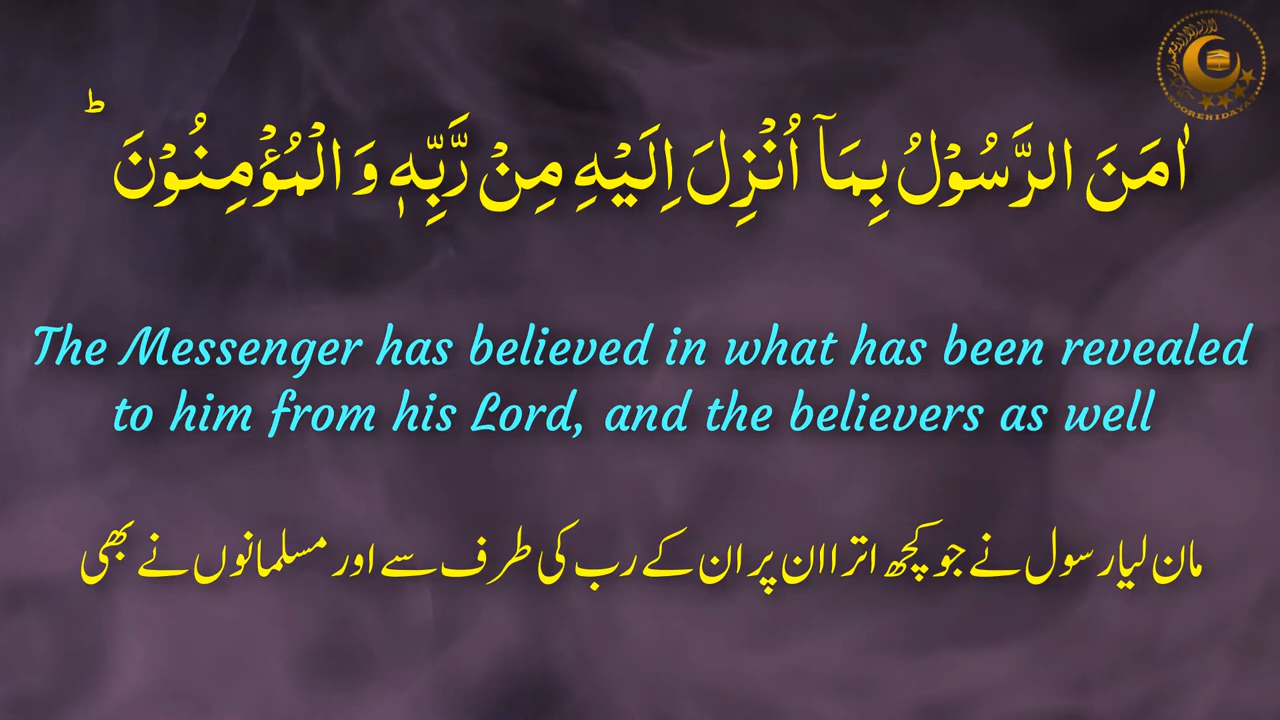 اٰمَنَ الرَّسُوْلُ بِمَاۤ اُنْزِلَ اِلَیْهِ مِنْ رَّبِّهٖ وَ الْمُؤْمِنُوْنَؕ
The Messenger has believed in what has been revealed
to him from his Lord, and the believers as well
مان لیا رسول نے جو کچھ اترا ان پر ان کے رب کی طرف سے اور مسلمانوں نے بھی
NOOREHIDAYAT